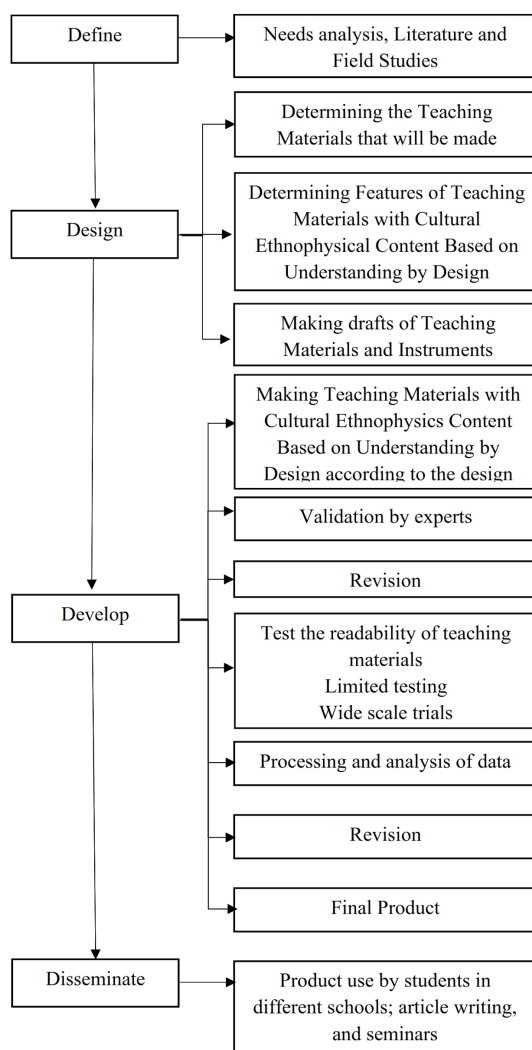 Define
Needs analysis, Literature and
Field Studies
Determining the Teaching
Materials that will be made
Design
Determining Features of Teaching
Materials with Cultural
Ethnophysical Content Based on
Understanding by Design
Making drafts of Teaching
Materials and Instruments
Making Teaching Materials with
Cultural Ethnophysics Content
Based on Understanding by
Design according to the design
Validation by experts
Revision
Develop
Test the readability of teaching
materials
Limited testing
Wide scale trials
Processing and analysis of data
Revision
Final Product
Disseminate
Product use by students in
different schools; article writing,
and seminars